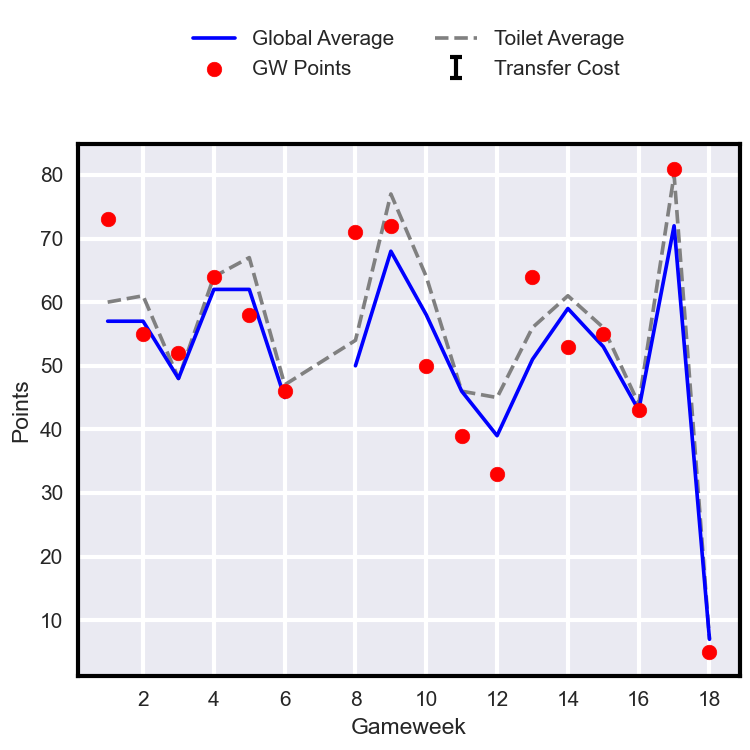 Global Average
Toilet Average
GW Points
Transfer Cost
80
70
60
50
40
30
20
10
Points
2 4 6 8 10 12 14 16 18
Gameweek